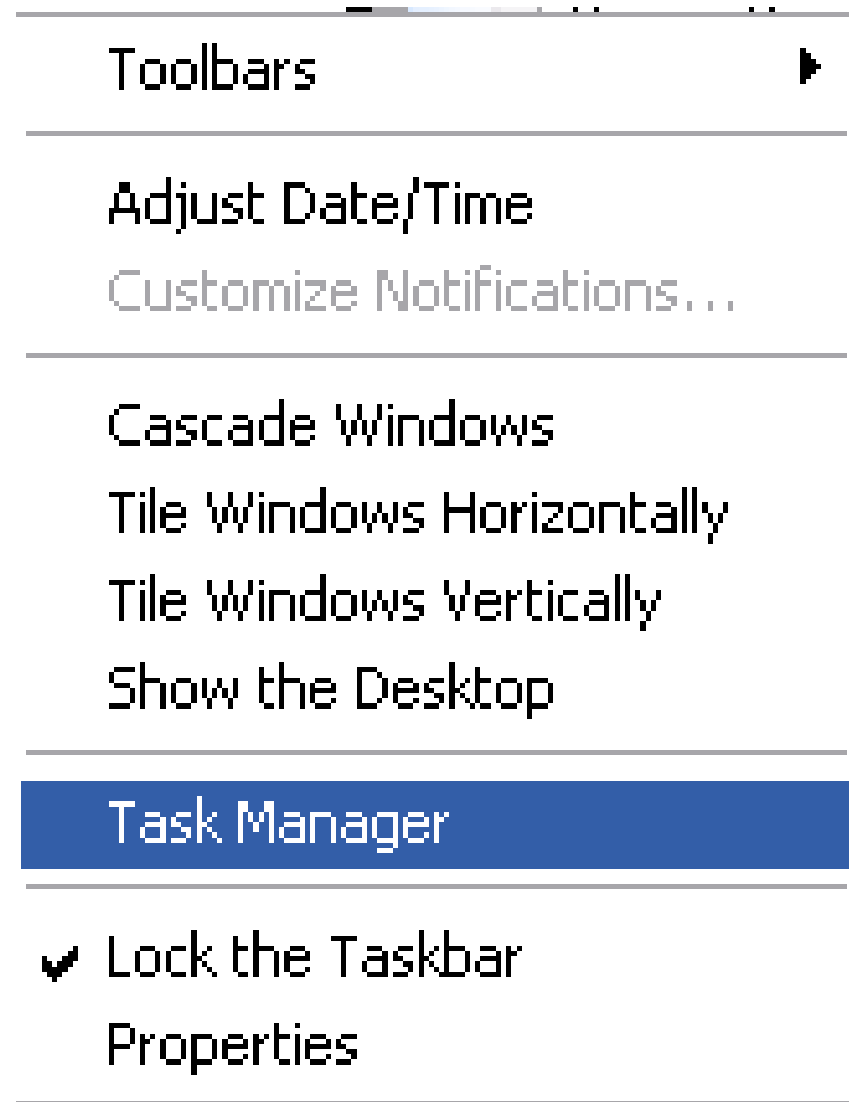 Toolbars
Adjust Date/Time
Customize Notifications...
Cascade Windows
Tile Windows Horizontally
Tile Windows Vertically
Show the Desktop
Task Manager
Lock the Taskbar
Properties